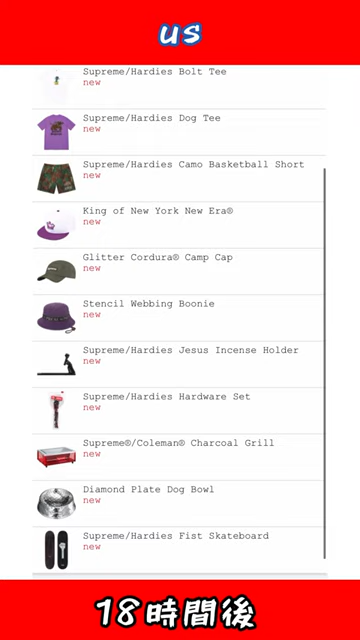 us
Supreme/Hardies Bolt Tee
new
Supreme/Hardies Dog Tee
new
Supreme/Hardies Camo Basketball Short
new
King of New York New Era®
new
Glitter Cordura® Camp Cap
new
Stencil Webbing Boonie
new
Supreme/Hardies Jesus Incense Holder
new
Supreme/Hardies Hardware Set
new
Supreme®/Coleman® Charcoal Grill
new
Diamond Plate Dog Bowl
new
Supreme/Hardies Fist Skateboard
new
18時間後